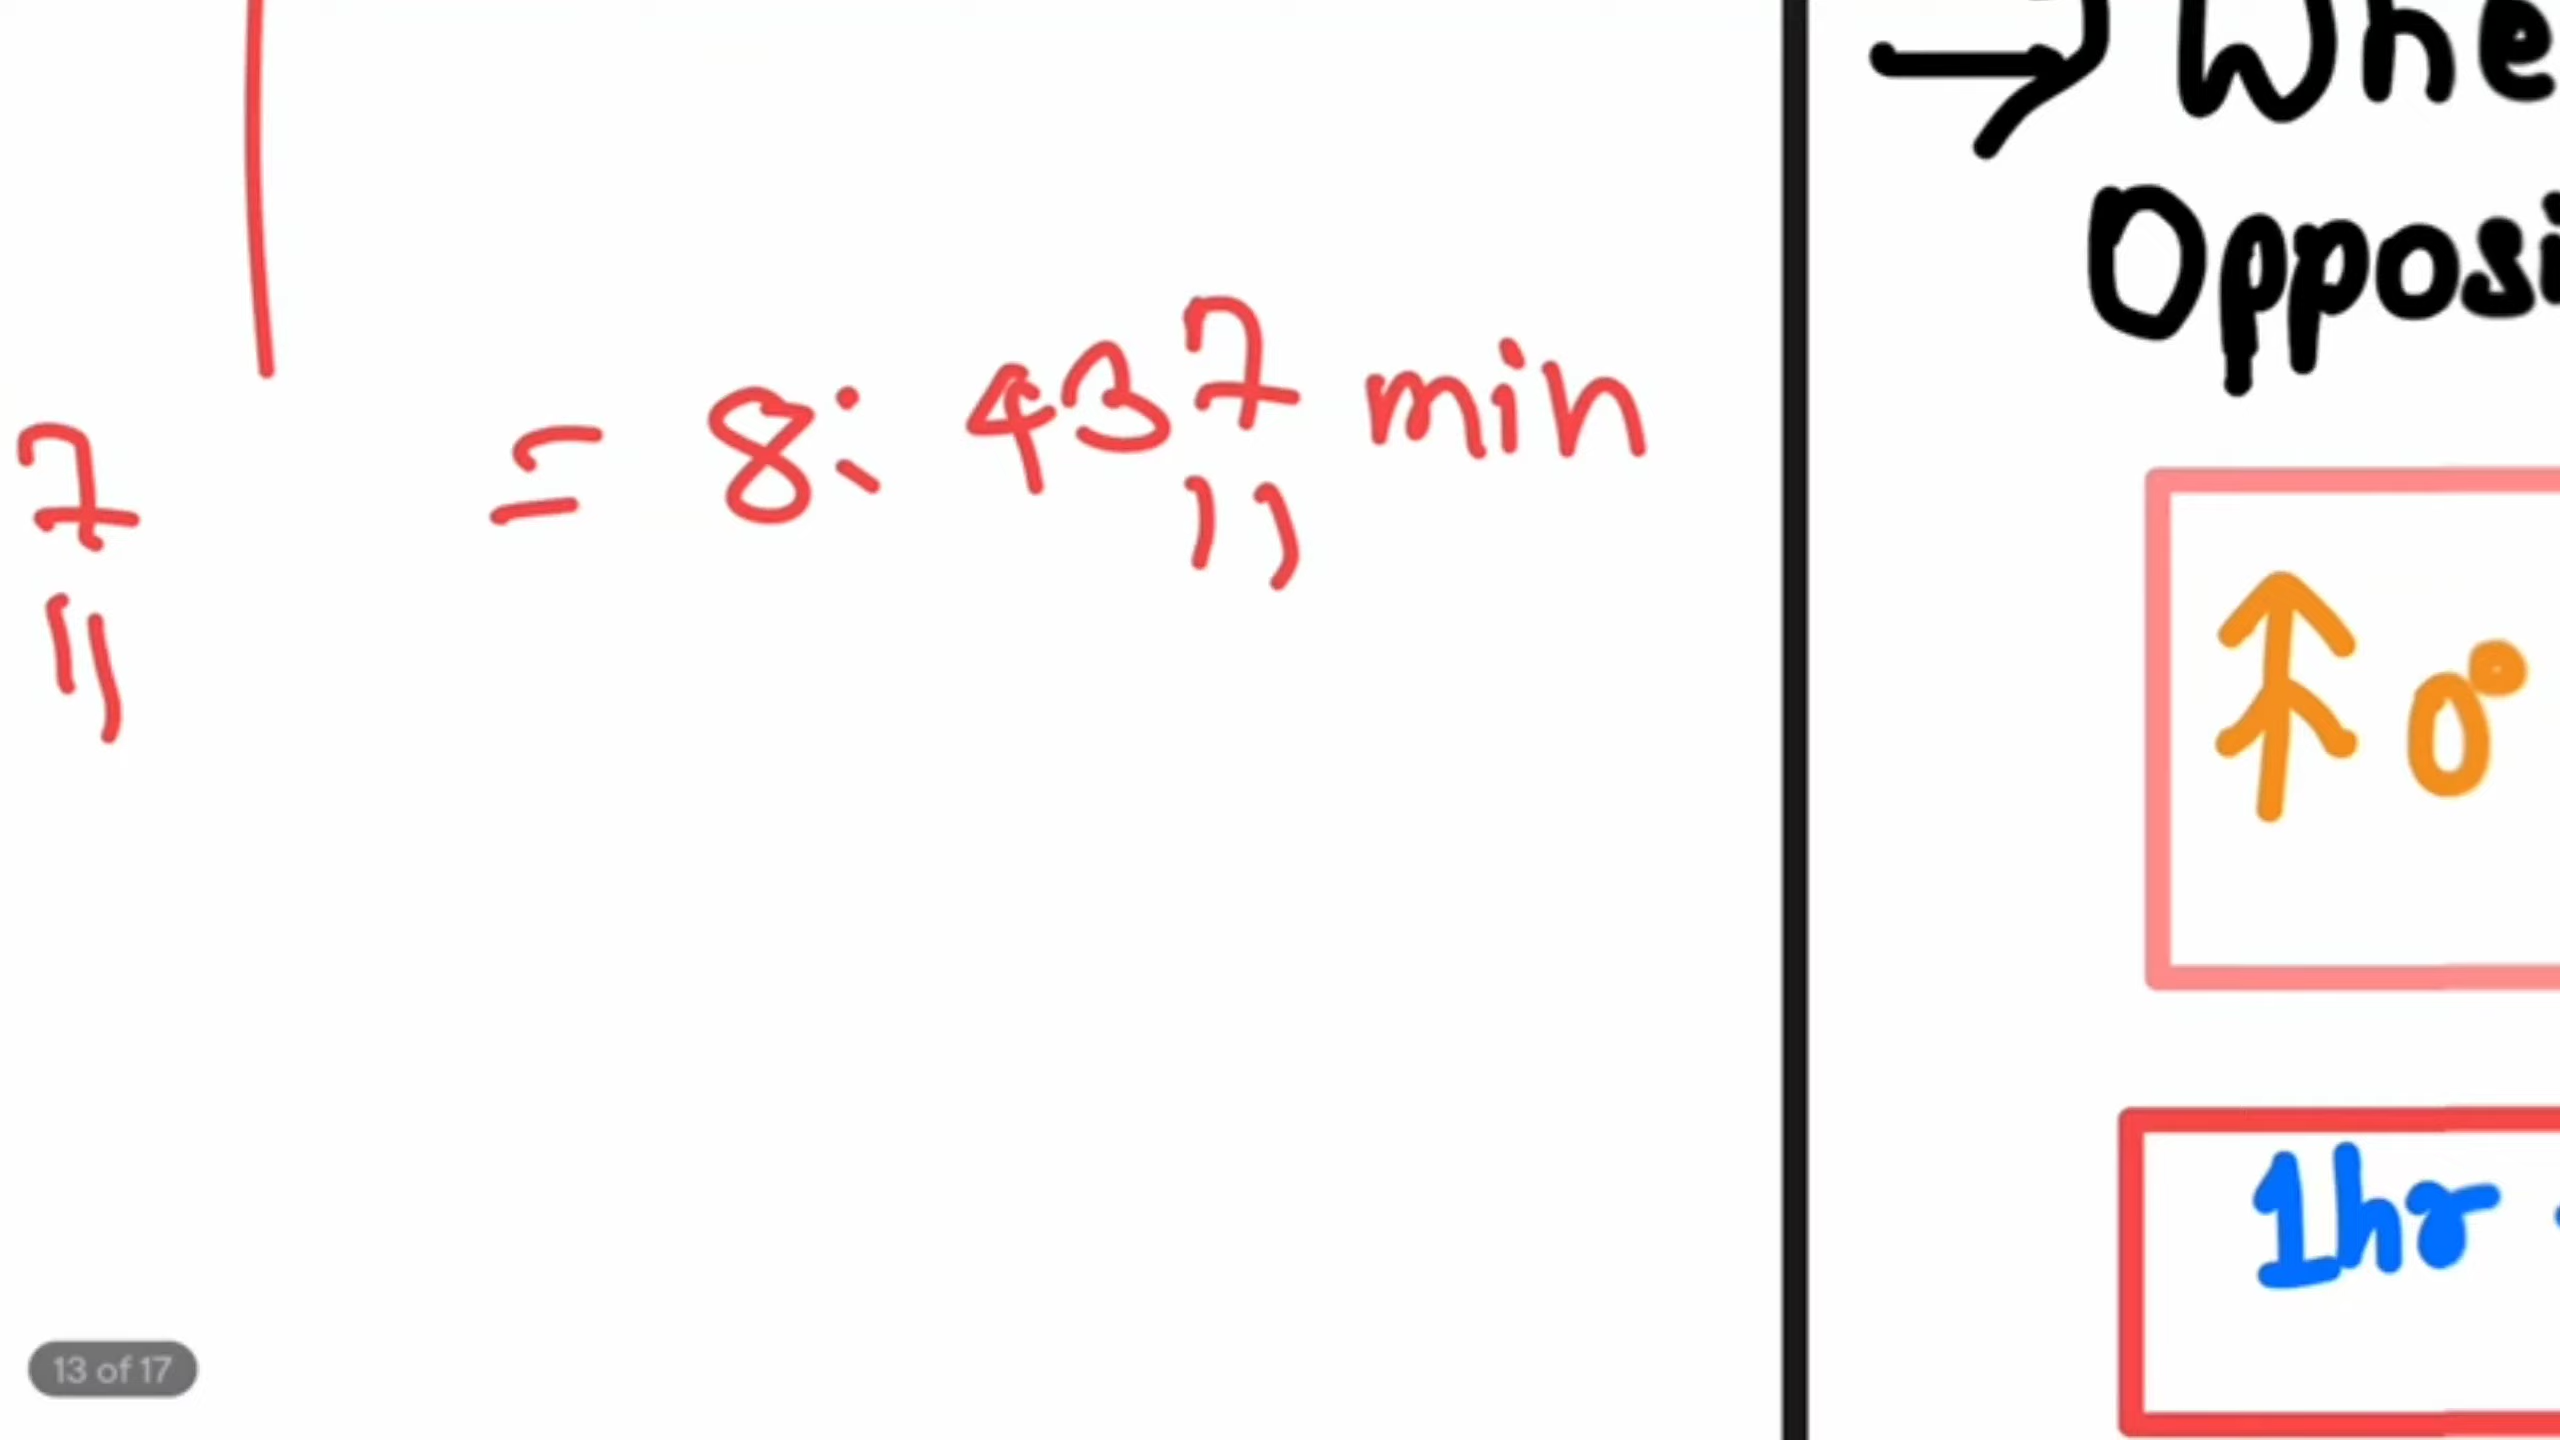 7/11
= 8: 43 7/11 min
13 of 17
→ Whe
Opposi
0°
1hr